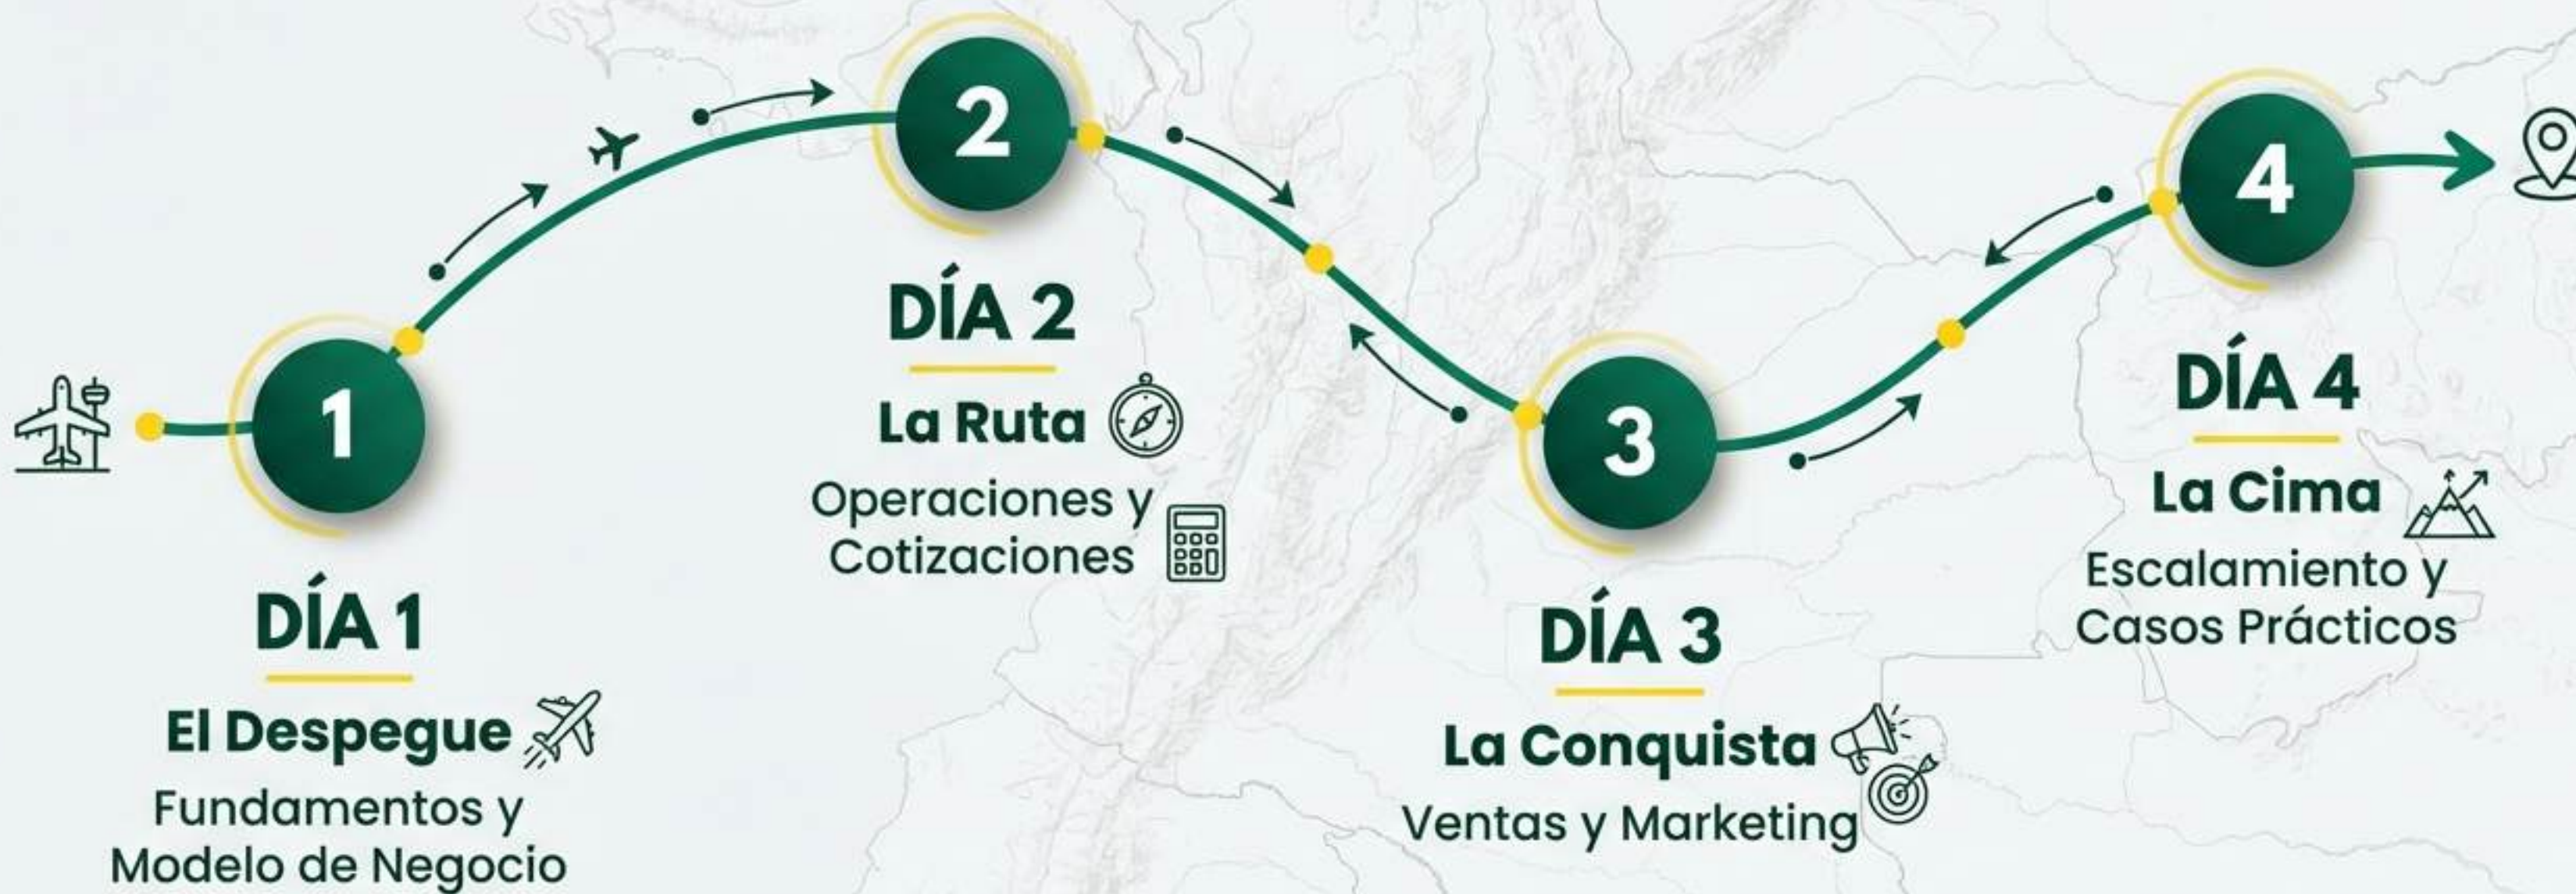 1
DÍA 1
El Despegue
Fundamentos y
Modelo de Negocio
2
DÍA 2
La Ruta
Operaciones y
Cotizaciones
3
DÍA 3
La Conquista
Ventas y Marketing
4
DÍA 4
La Cima
Escalamiento y
Casos Prácticos